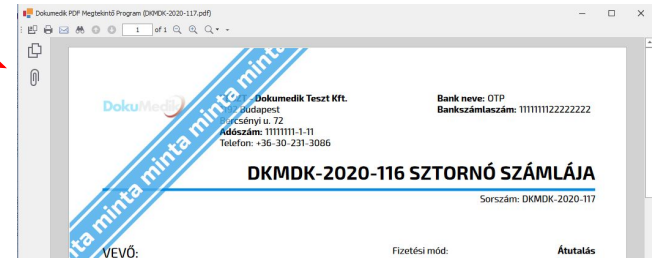 Dokumedik PDF Megtekintő Program (DKMDK-2020-117.pdf)
1 of 1
DokuMedik
Dokumedik Teszt Kft.
Budapest
Bercsényi u. 72
Adószám: 11111111-1-11
Telefon: +36-30-231-3086
Bank neve: OTP
Bankszámlaszám: 111111122222222
minta minta minta minta minta
DKMDK-2020-116 SZTORNÓ SZÁMLÁJA
Sorszám: DKMDK-2020-117
VEVŐ:
Fizetési mód: Átutalás